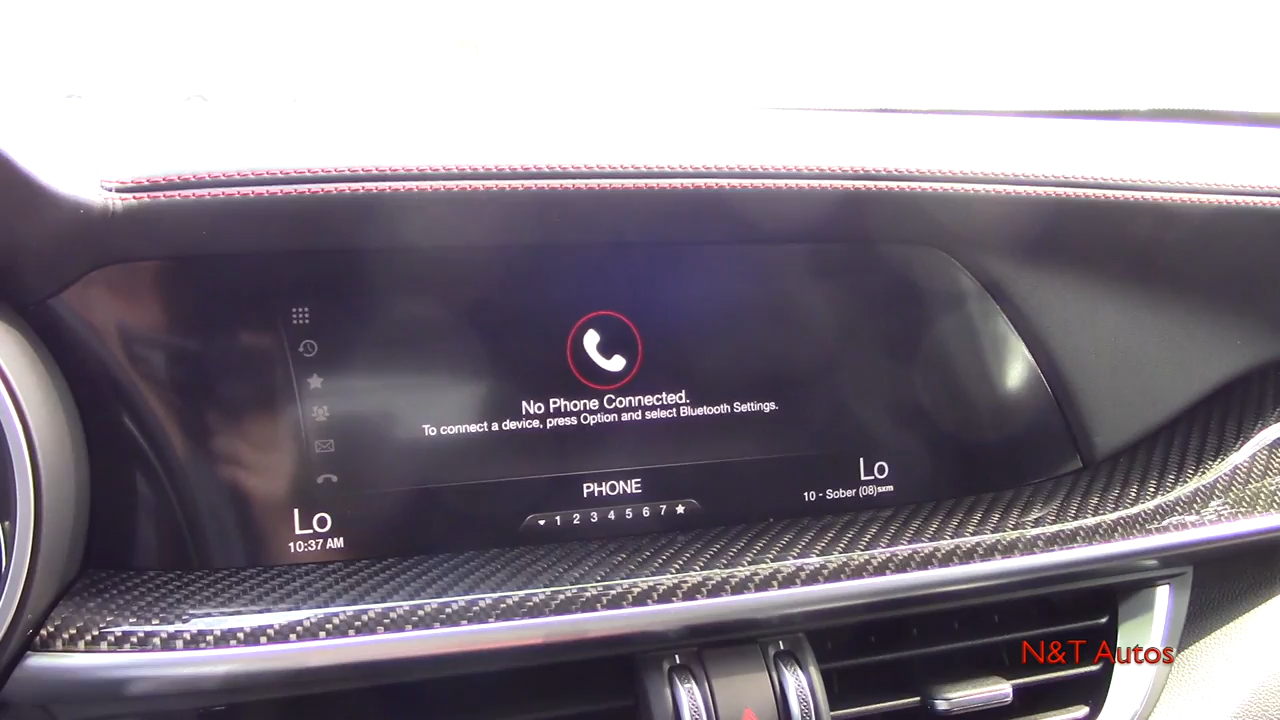 No Phone Connected.
To connect a device, press Option and select Bluetooth Settings.
PHONE
1 2 3 4 5 6 7
Lo
10:37 AM
Lo
10 - Sober (08)sxm
N&T Autos